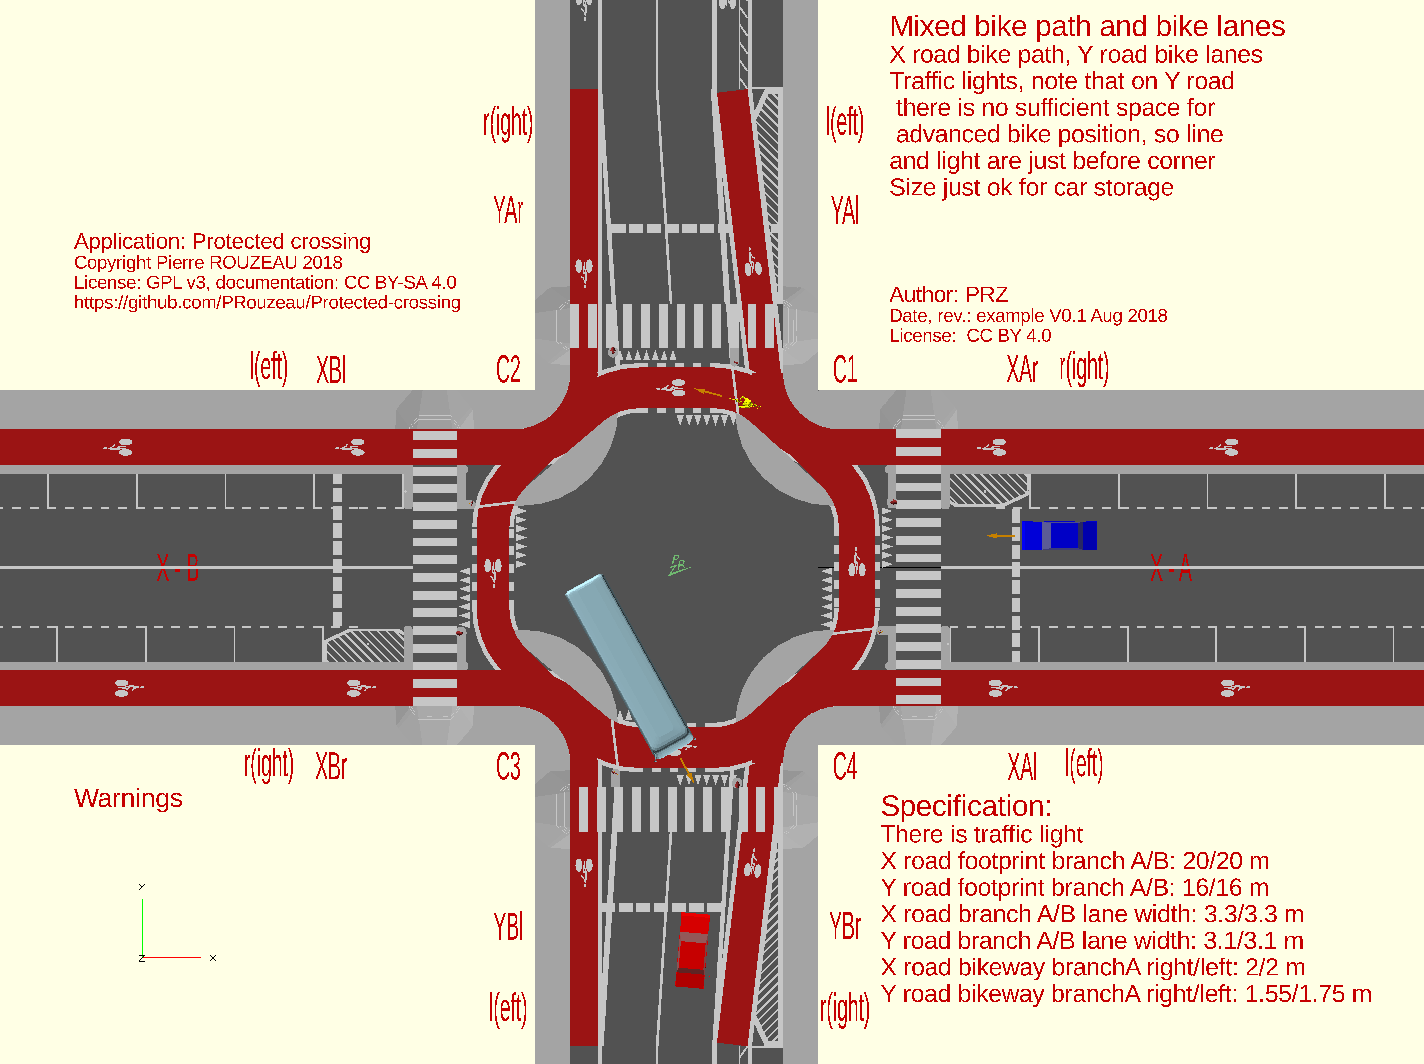 Mixed bike path and bike lanes
X road bike path, Y road bike lanes
Traffic lights, note that on Y road
there is no sufficient space for
advanced bike position, so line
and light are just before corner
Size just ok for car storage
r(ight)
l(eft)
YAr
YAl
Application: Protected crossing
Copyright Pierre ROUZEAU 2018
License: GPL v3, documentation: CC BY-SA 4.0
https://github.com/PRouzeau/Protected-crossing
Author: PRZ
Date, rev.: example V0.1 Aug 2018
License:  CC BY 4.0
l(eft) XBl
C2
C1
XAr r(ight)
X - B
PRZ
X - A
r(ight) XBr
C3
C4
XAl l(eft)
Warnings
Specification:
There is traffic light
X road footprint branch A/B: 20/20 m
Y road footprint branch A/B: 16/16 m
X road branch A/B lane width: 3.3/3.3 m
Y road branch A/B lane width: 3.1/3.1 m
X road bikeway branchA right/left: 2/2 m
Y road bikeway branchA right/left: 1.55/1.75 m
YBl
YBr
l(eft)
r(ight)
Y
Z
X